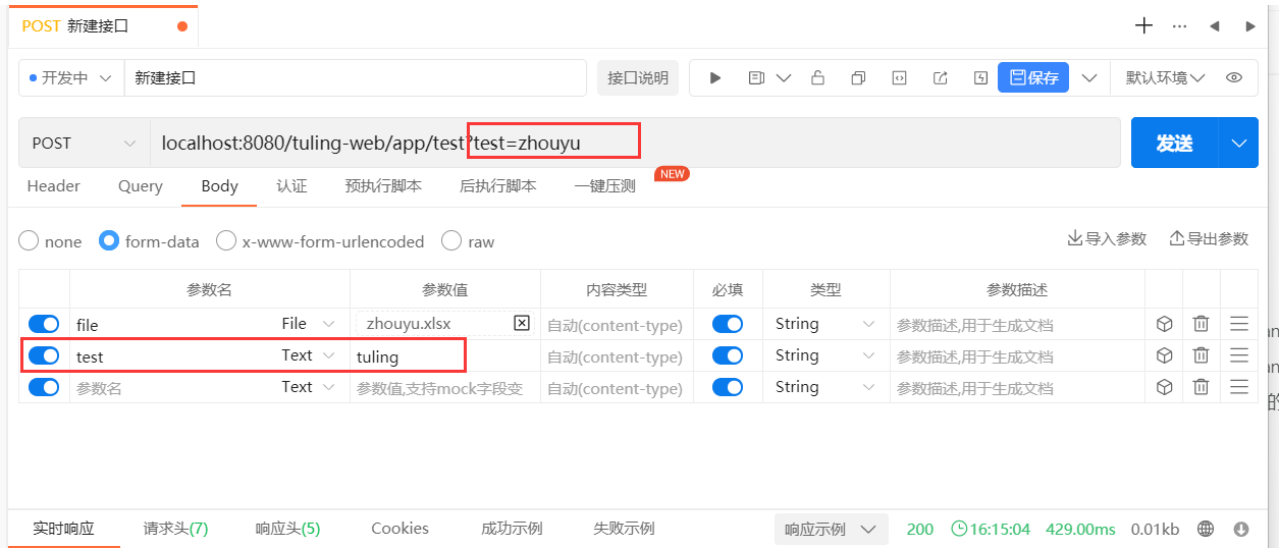 POST 新建接口
开发中 新建接口 接口说明 保存 默认环境
POST localhost:8080/tuling-web/app/test?test=zhouyu 发送
Header Query Body 认证 预执行脚本 后执行脚本 一键压测 NEW
none form-data x-www-form-urlencoded raw 导入参数 导出参数
参数名 参数值 内容类型 必填 类型 参数描述
file File zhouyu.xlsx 自动(content-type) String 参数描述,用于生成文档
test Text tuling 自动(content-type) String 参数描述,用于生成文档
参数名 Text 参数值,支持mock字段变 自动(content-type) String 参数描述,用于生成文档
实时响应 请求头(7) 响应头(5) Cookies 成功示例 失败示例 响应示例 200 16:15:04 429.00ms 0.01kb